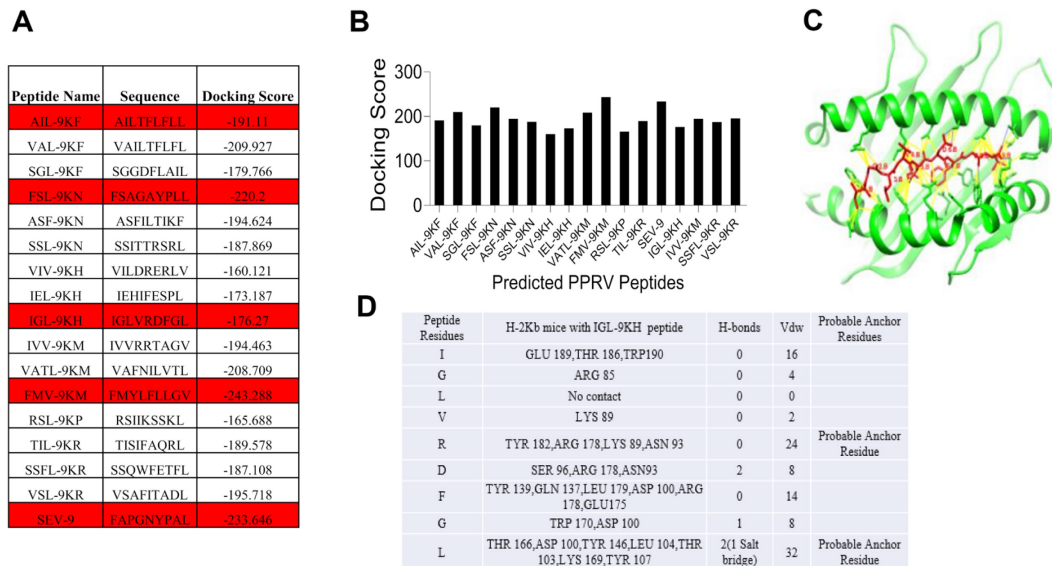 A
Peptide Name Sequence Docking Score
AIL-9KF AILTFLFLL -191.11
VAL-9KF VAILTFLFL -209.927
SGL-9KF SGGDFLAIL -179.766
FSL-9KN FSAGAYPLL -220.2
ASF-9KN ASFILTIKF -194.624
SSL-9KN SSITTRSRL -187.869
VIV-9KH VILDRERLV -160.121
IEL-9KH IEHIFESPL -173.187
IGL-9KH IGLVRDFGL -176.27
IVV-9KM IVVRRTAGV -194.463
VATL-9KM VAFNILVTL -208.709
FMV-9KM FMYLFLLGV -243.288
RSL-9KP RSIIKSSKL -165.688
TIL-9KR TISIFAQRL -189.578
SSFL-9KR SSQWFETFL -187.108
VSL-9KR VSAFITADL -195.718
SEV-9 FAPGNYPAL -233.646
B
Docking Score
300
200
100
0
AIL-9KF
VAL-9KF
SGL-9KF
FSL-9KN
ASF-9KN
SSL-9KN
VIV-9KH
IEL-9KH
VATL-9KM
FMV-9KM
RSL-9KP
TIL-9KR
SEV-9
IGL-9KH
IVV-9KM
SSFL-9KR
VSL-9KR
Predicted PPRV Peptides
C
D
Peptide Residues H-2Kb mice with IGL-9KH peptide H-bonds Vdw Probable Anchor Residues
I GLU 189,THR 186,TRP190 0 16
G ARG 85 0 4
L No contact 0 0
V LYS 89 0 2
R TYR 182,ARG 178,LYS 89,ASN 93 0 24 Probable Anchor Residue
D SER 96,ARG 178,ASN93 2 8
F TYR 139,GLN 137,LEU 179,ASP 100,ARG 178,GLU175 0 14
G TRP 170,ASP 100 1 8
L THR 166,ASP 100,TYR 146,LEU 104,THR 103,LYS 169,TYR 107 2(1 Salt bridge) 32 Probable Anchor Residue